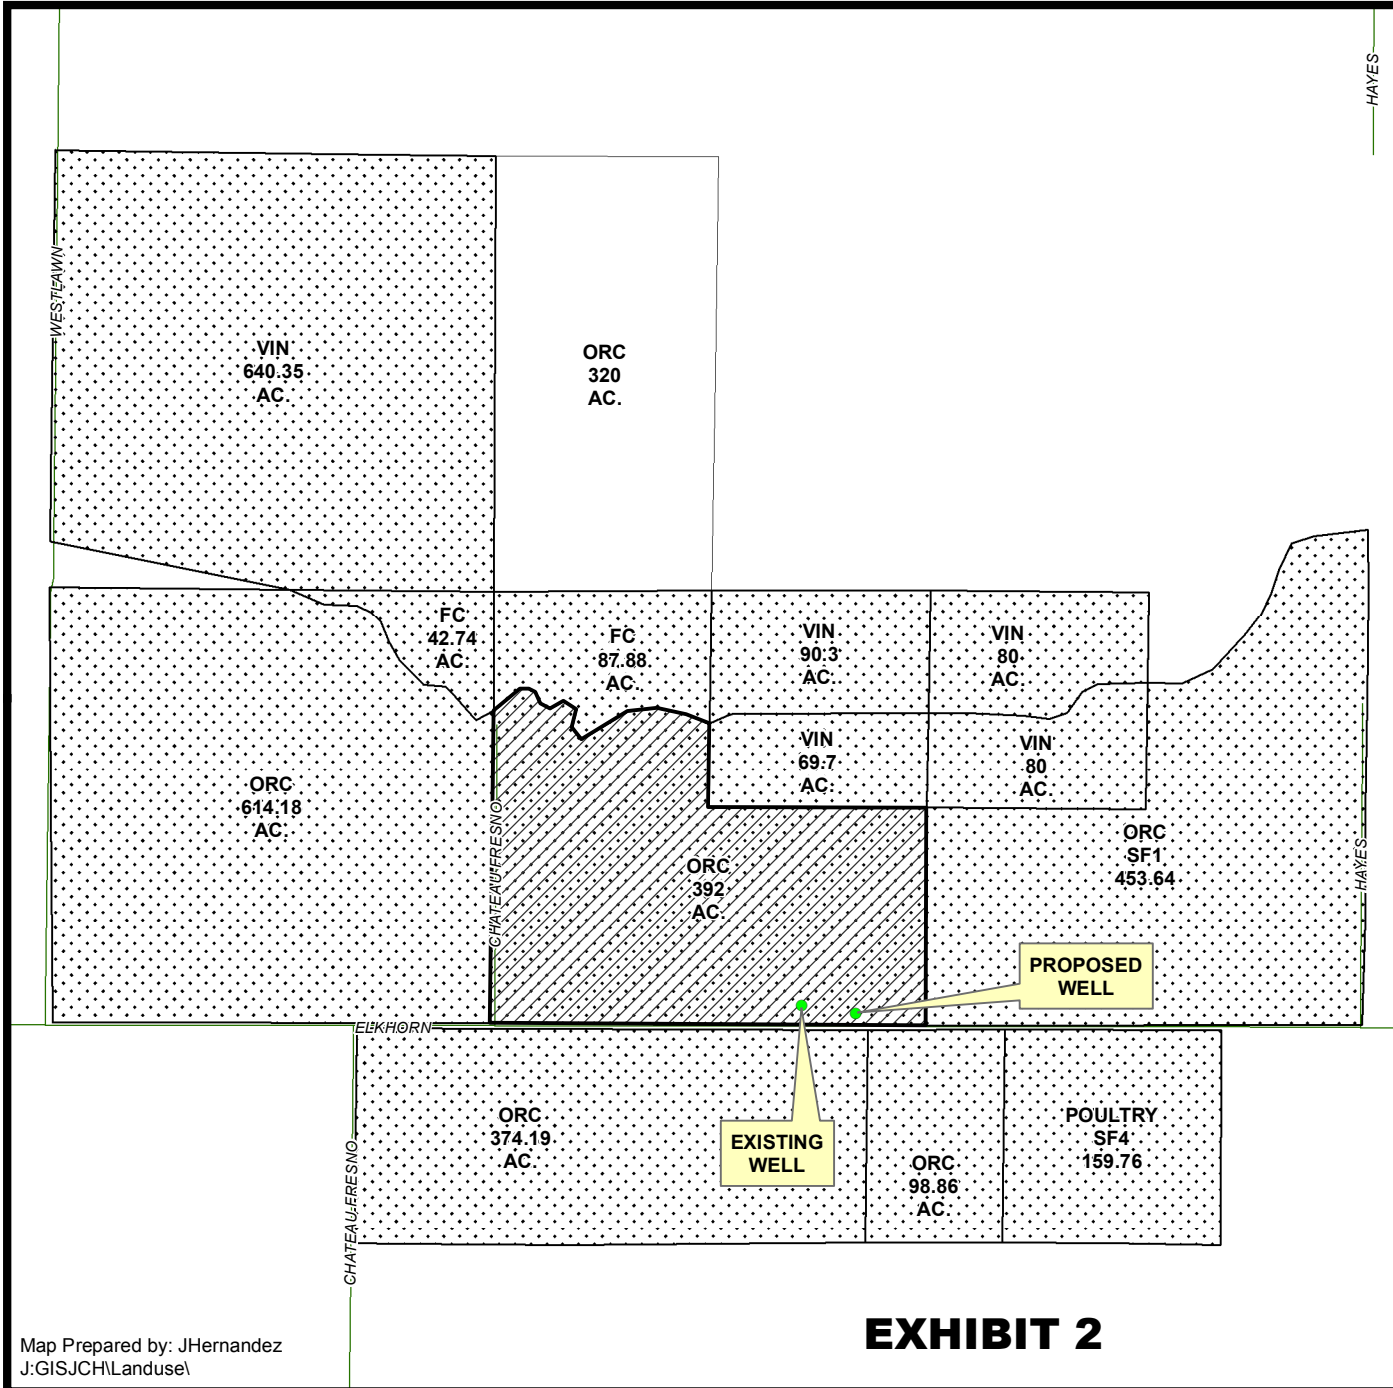 HAYES
WESTLAWN
VIN
640.35
AC.
ORC
320
AC.
FC
42.74
AC.
FC
87.88
AC.
VIN
90.3
AC.
VIN
80
AC.
VIN
69.7
AC.
VIN
80
AC.
ORC
614.18
AC.
CHATEAU FRESNO
ORC
392
AC.
ORC
SF1
453.64
HAYES
PROPOSED
WELL
ELKHORN
ORC
374.19
AC.
EXISTING
WELL
ORC
98.86
AC.
POULTRY
SF4
159.76
CHATEAU FRESNO
EXHIBIT 2
Map Prepared by: JHernandez
J:GISJCH\Landuse\